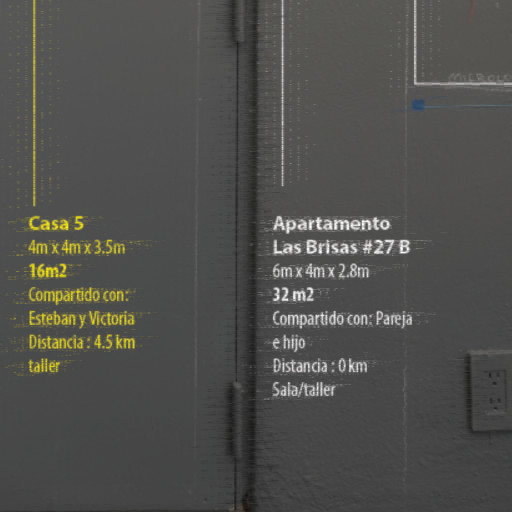 Casa 5
4m x 4m x 3.5m
16m2
Compartido con:
Esteban y Victoria
Distancia : 4.5 km
taller
Apartamento
Las Brisas #27 B
6m x 4m x 2.8m
32 m2
Compartido con: Pareja
e hijo
Distancia : 0 km
Sala/taller